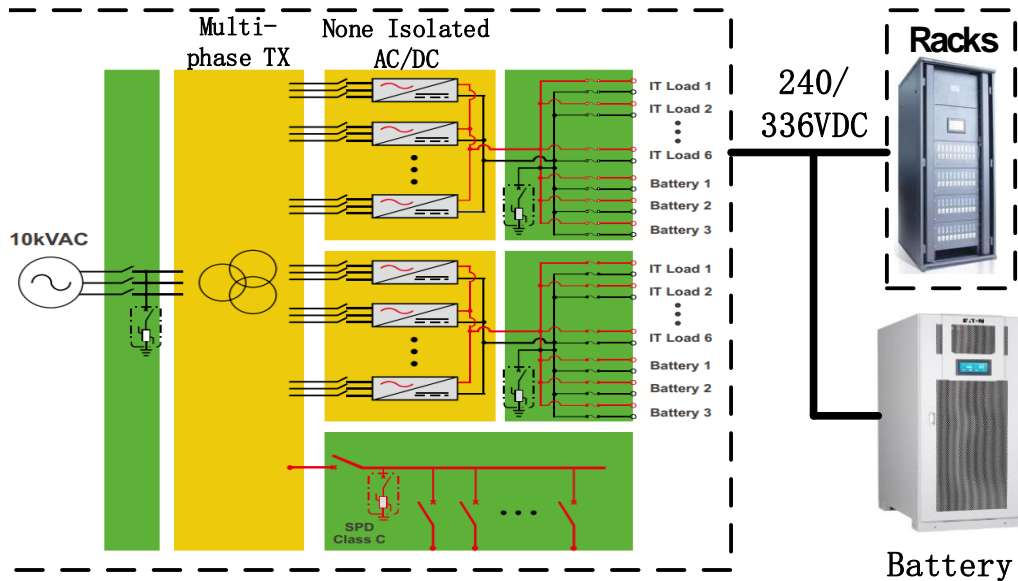 Multi-
phase TX
None Isolated
AC/DC
Racks
240/
336VDC
10kVAC
IT Load 1
IT Load 2
IT Load 6
Battery 1
Battery 2
Battery 3
IT Load 1
IT Load 2
IT Load 6
Battery 1
Battery 2
Battery 3
SPD
Class C
EATON
Battery